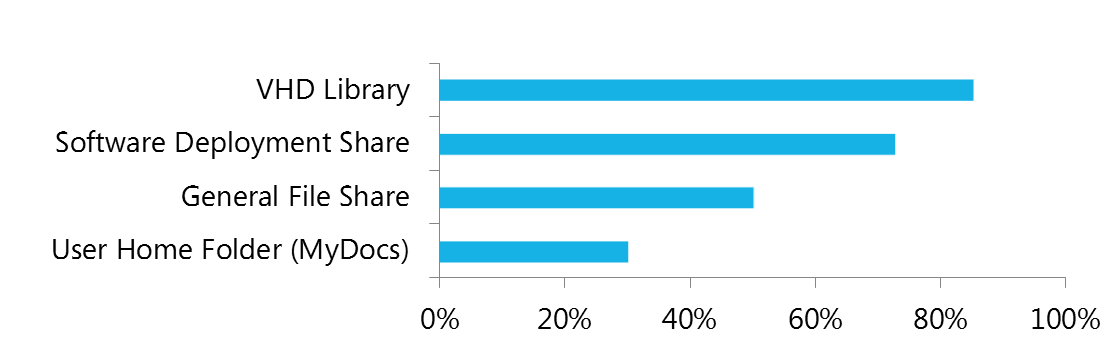 VHD Library
Software Deployment Share
General File Share
User Home Folder (MyDocs)
0% 20% 40% 60% 80% 100%